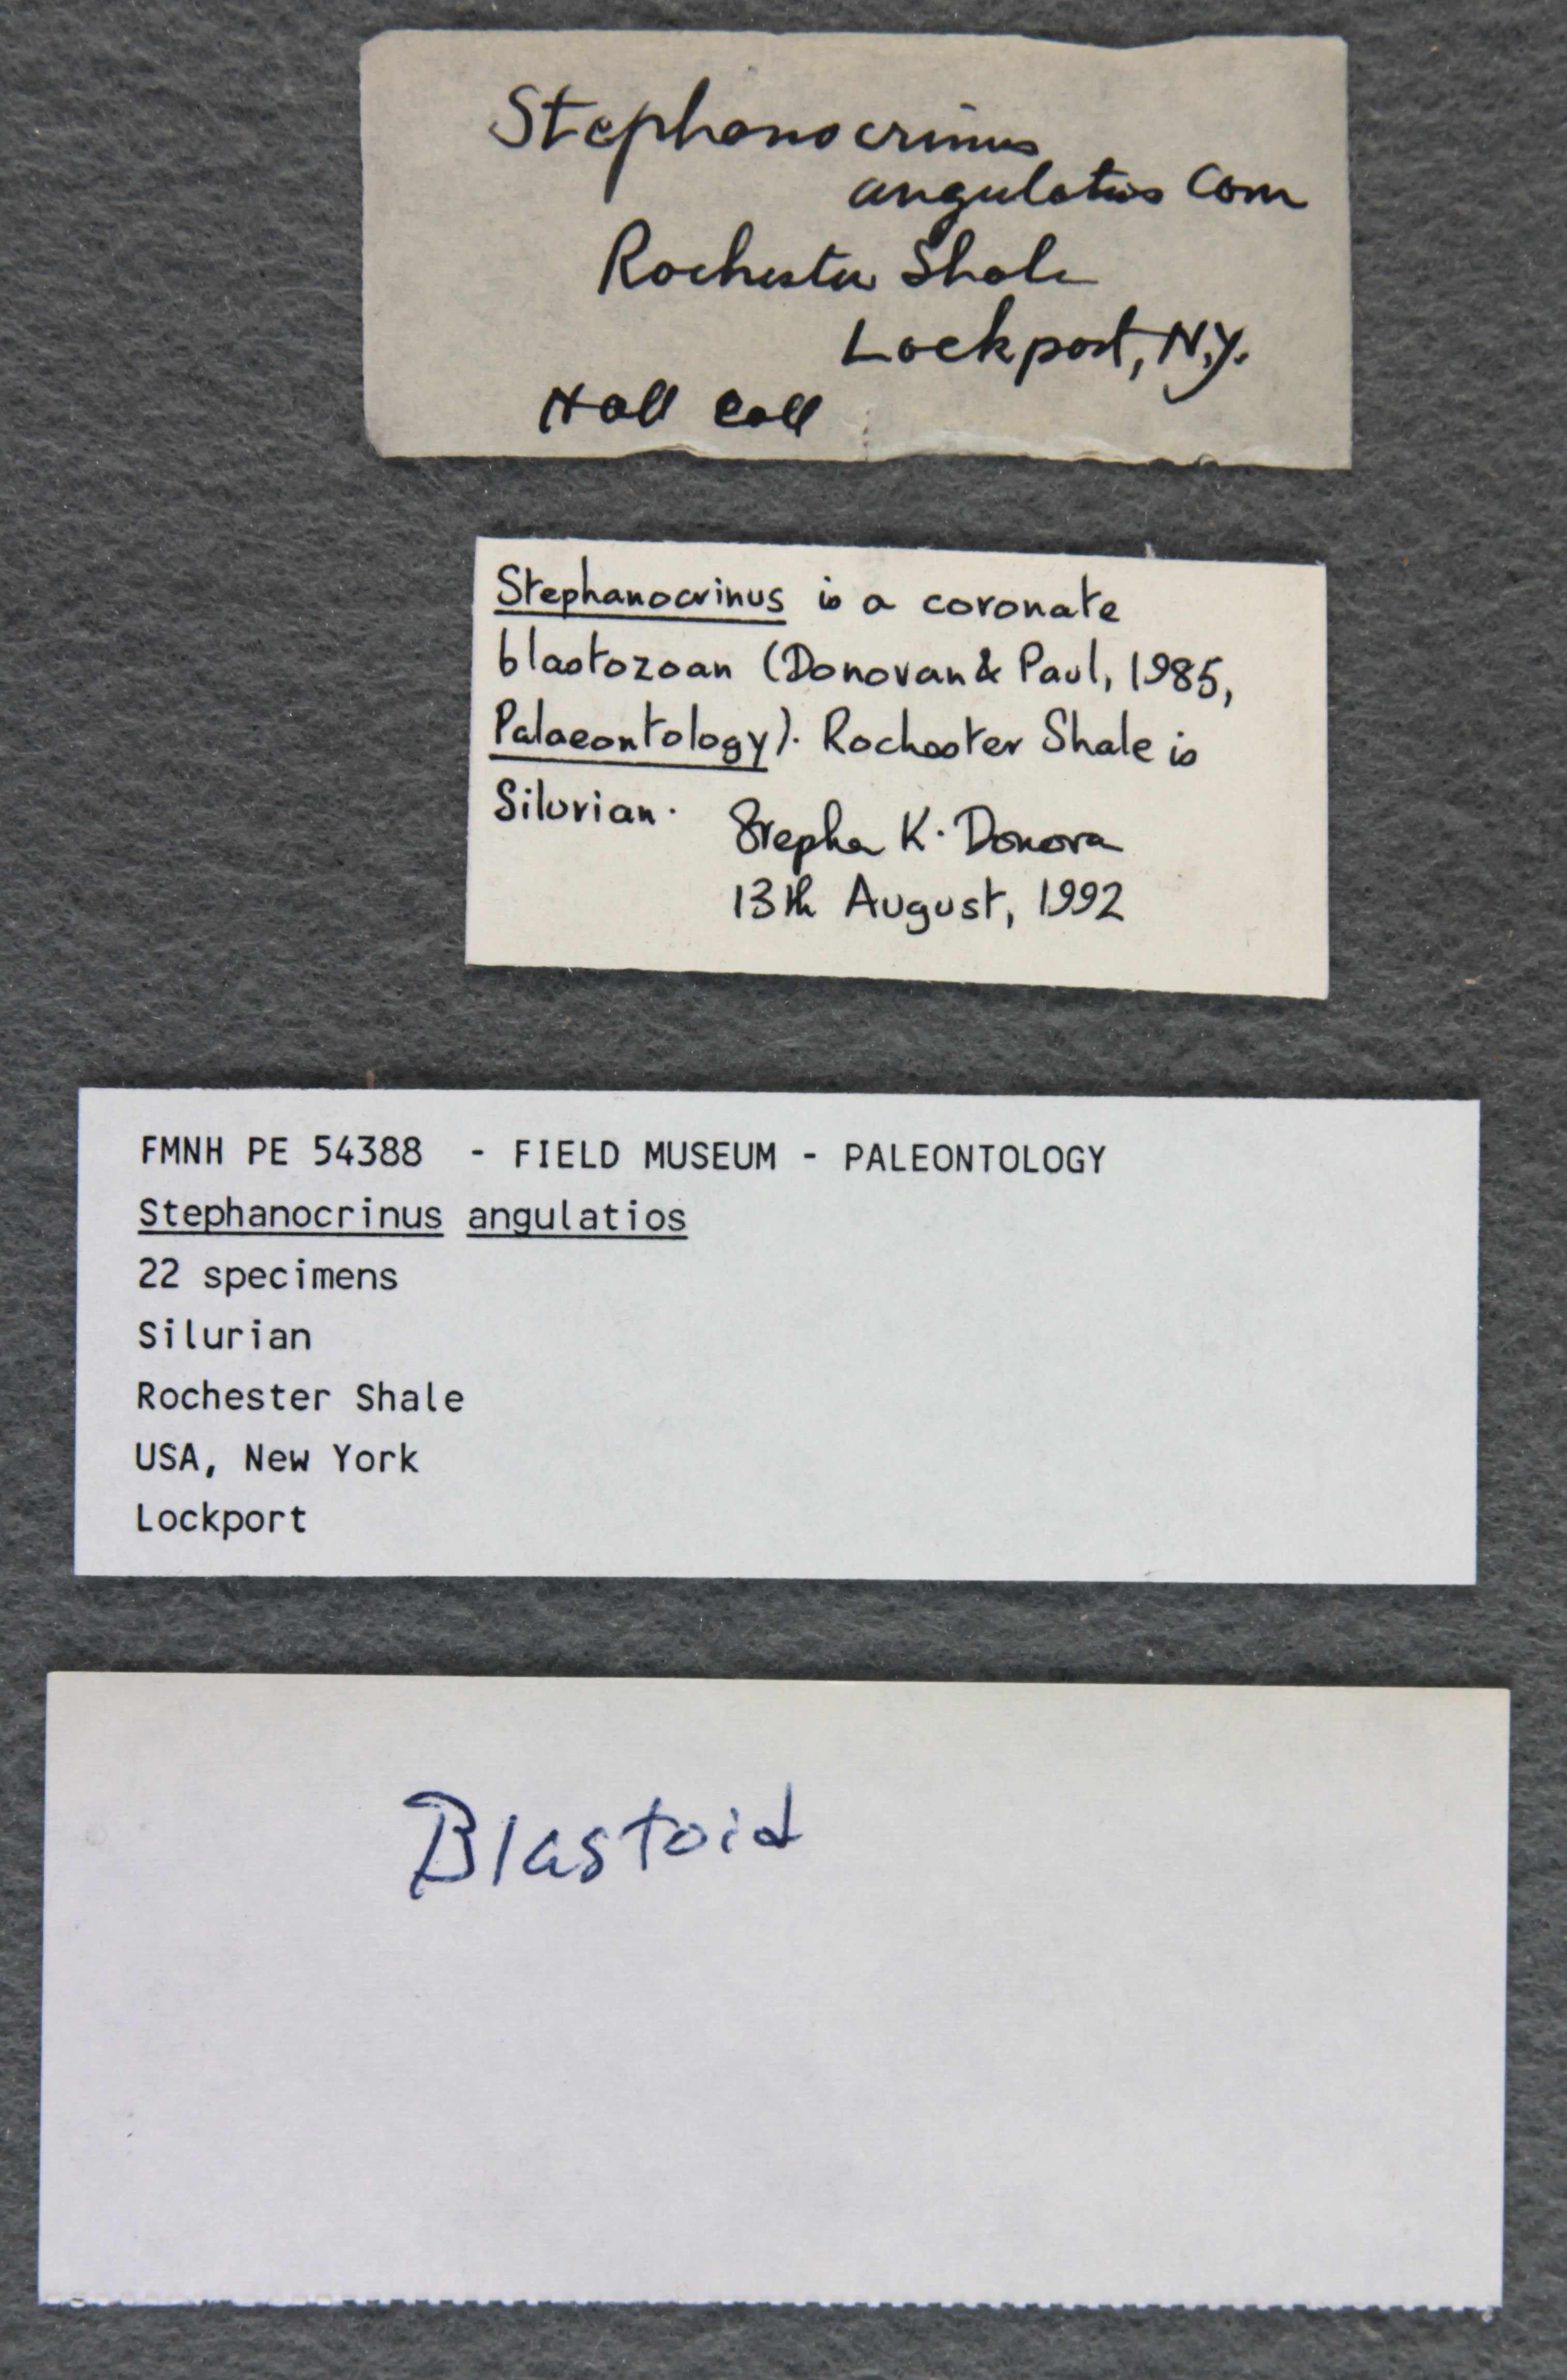 Stephanocrinus
angulatus Con
Rochester Shale
Lockport, N.Y.
Hall Coll
Stephanocrinus is a coronate
blastozoan (Donovan & Paul, 1985,
Palaeontology). Rochester Shale is
Silurian. Stephen K. Donovan
13th August, 1992
FMNH PE 54388 - FIELD MUSEUM - PALEONTOLOGY
Stephanocrinus angulatios
22 specimens
Silurian
Rochester Shale
USA, New York
Lockport
Blastoid